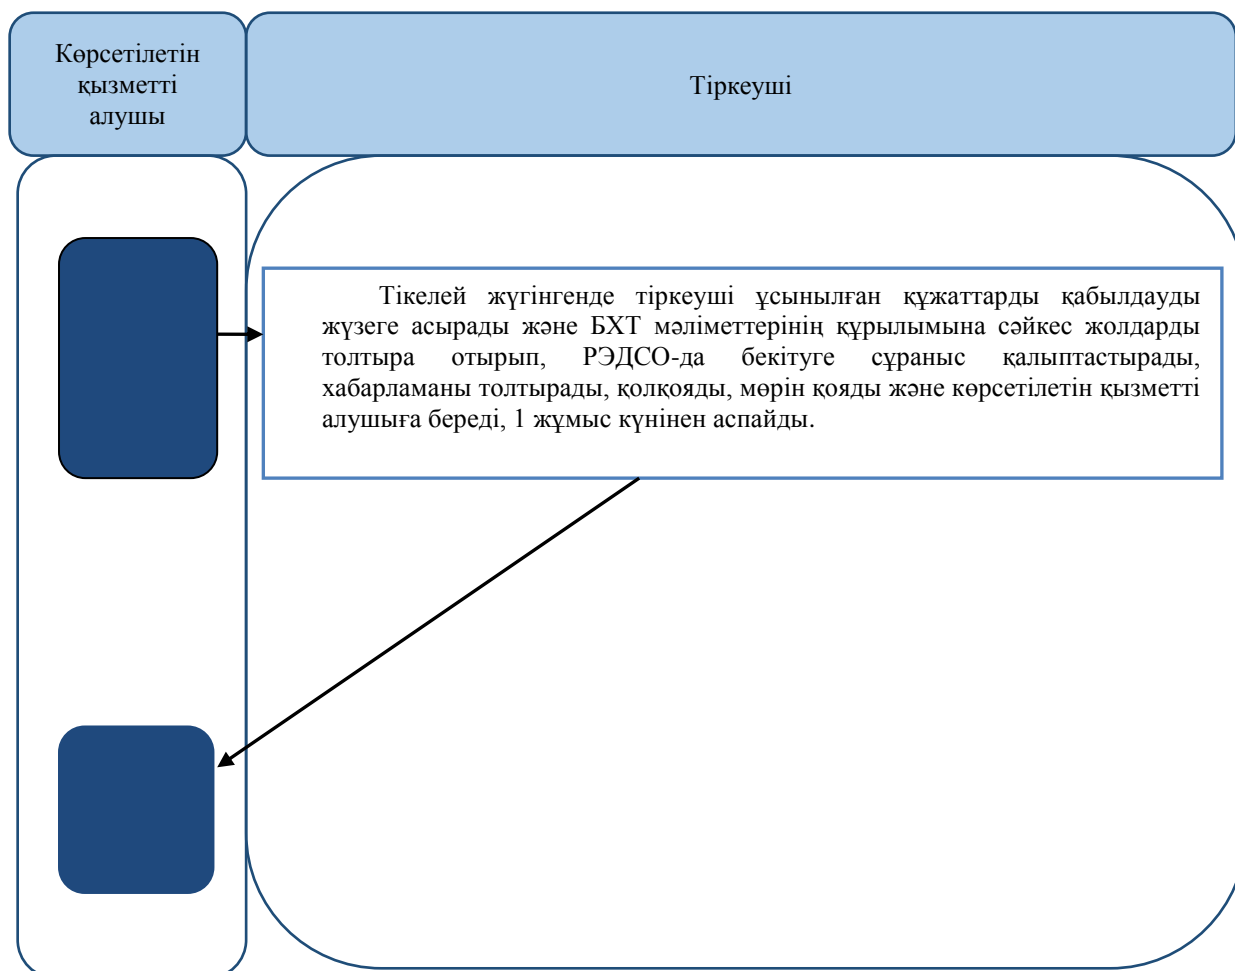 Көрсетілетін
қызметті
алушы
Тіркеуші
Тікелей жүгінгенде тіркеуші ұсынылған құжаттарды қабылдауды
жүзеге асырады және БХТ мәліметтерінің құрылымына сәйкес жолдарды
толтыра отырып, РЭДСО-да бекітуге сұраныс қалыптастырады,
хабарламаны толтырады, қолқояды, мөрін қояды және көрсетілетін қызметті
алушыға береді, 1 жұмыс күнінен аспайды.